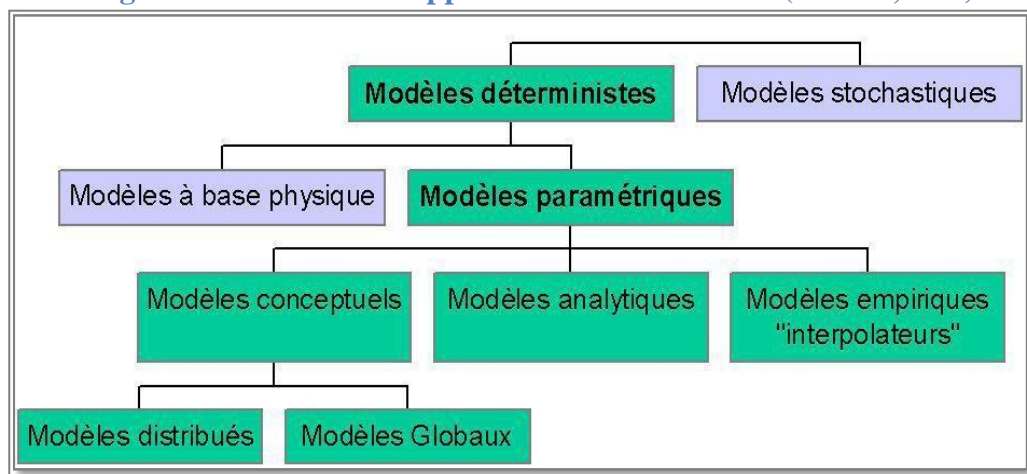 Modèles déterministes
Modèles stochastiques
Modèles à base physique
Modèles paramétriques
Modèles conceptuels
Modèles analytiques
Modèles empiriques
"interpolateurs"
Modèles distribués
Modèles Globaux